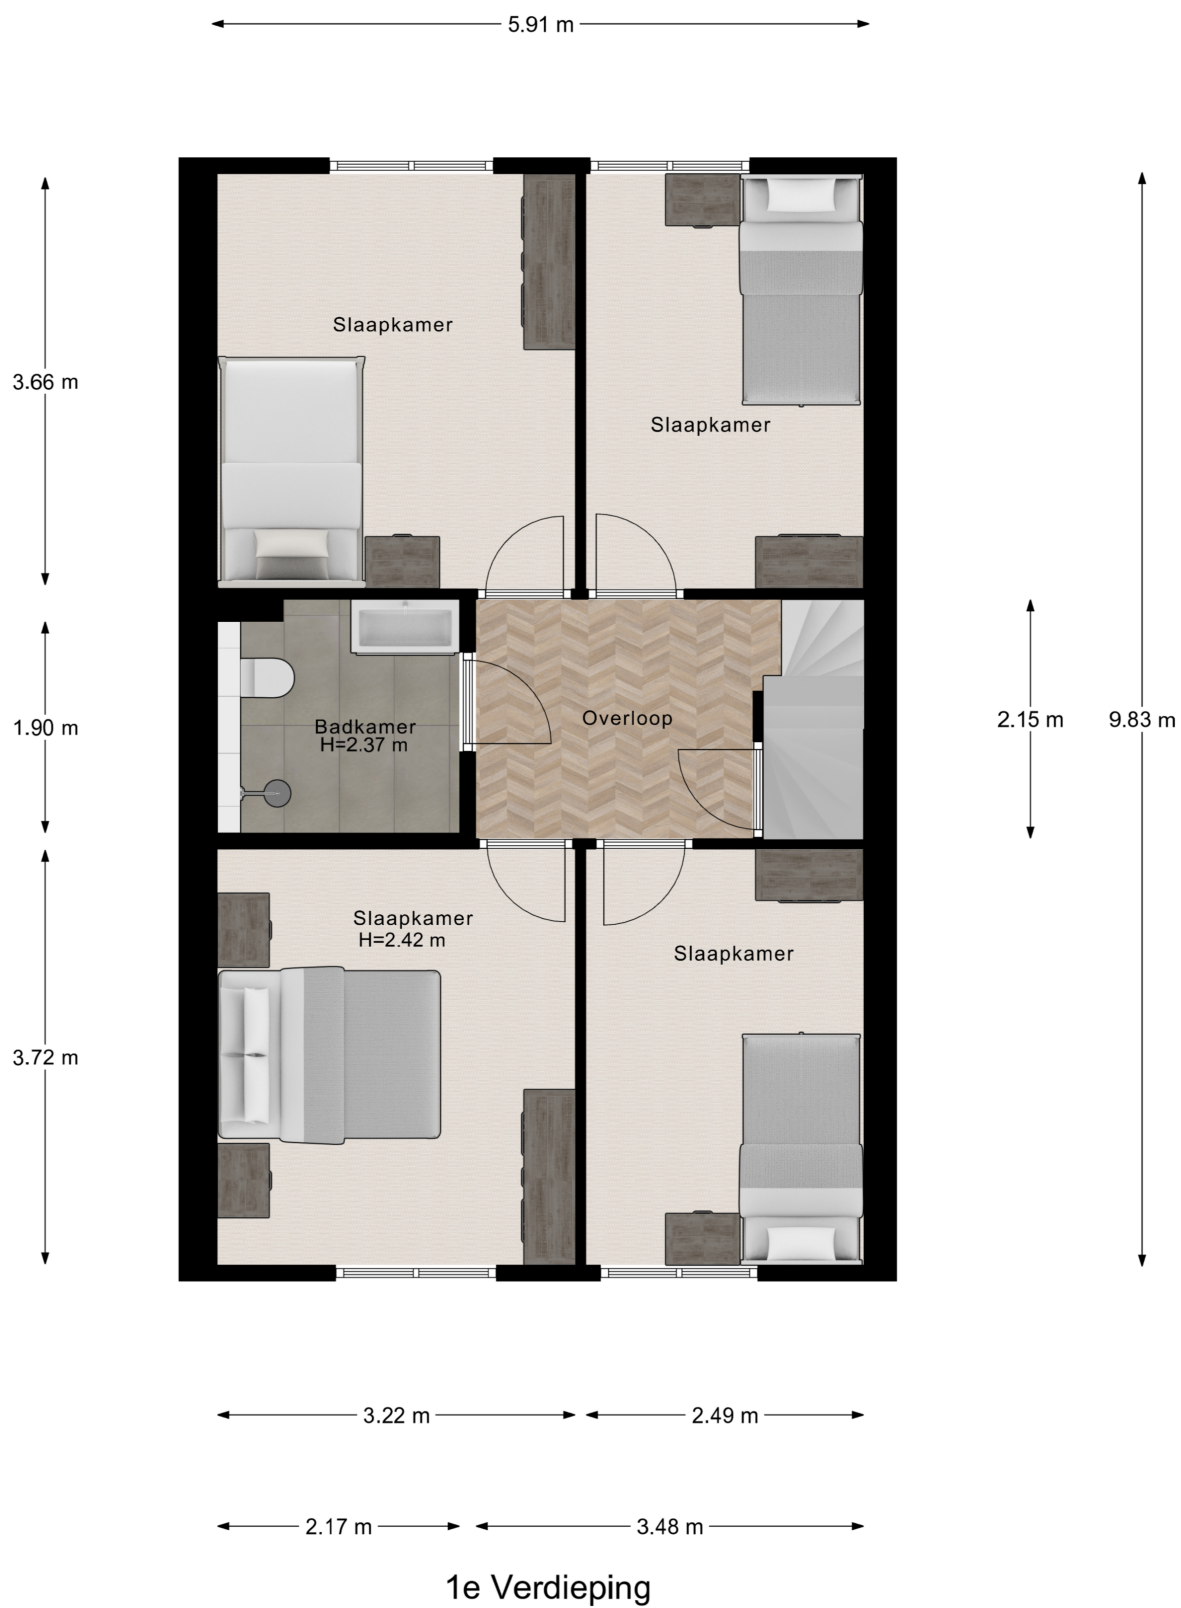 5.91 m
3.66 m
Slaapkamer
Slaapkamer
1.90 m
Badkamer
H=2.37 m
Overloop
2.15 m
9.83 m
3.72 m
Slaapkamer
H=2.42 m
Slaapkamer
3.22 m
2.49 m
2.17 m
3.48 m
1e Verdieping